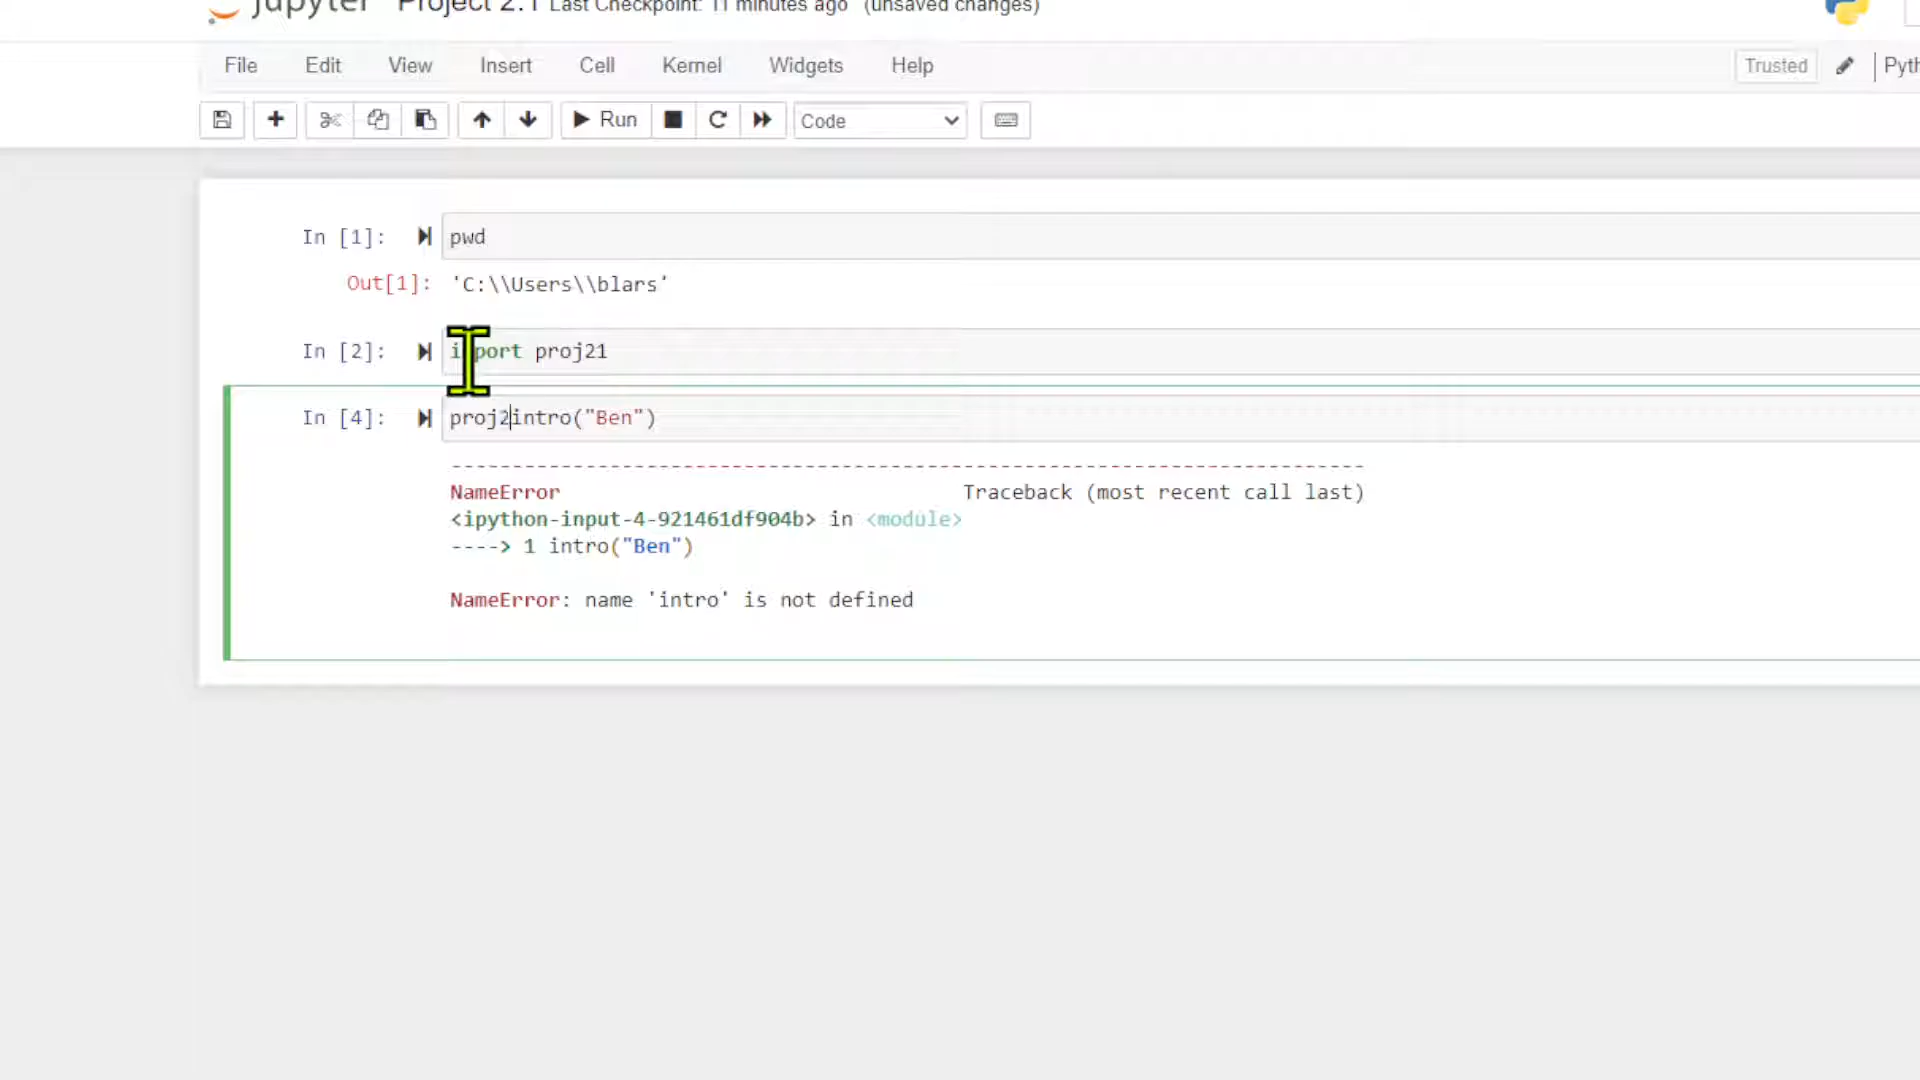 Jupyter Project 2.1 Last Checkpoint: 11 minutes ago (unsaved changes)
File Edit View Insert Cell Kernel Widgets Help Trusted
Run Code
In [1]: pwd
Out[1]: 'C:\\Users\\blars'
In [2]: import proj21
In [4]: proj2intro("Ben")
---------------------------------------------------------------------------
NameError Traceback (most recent call last)
<ipython-input-4-921461df904b> in <module>
----> 1 intro("Ben")
NameError: name 'intro' is not defined